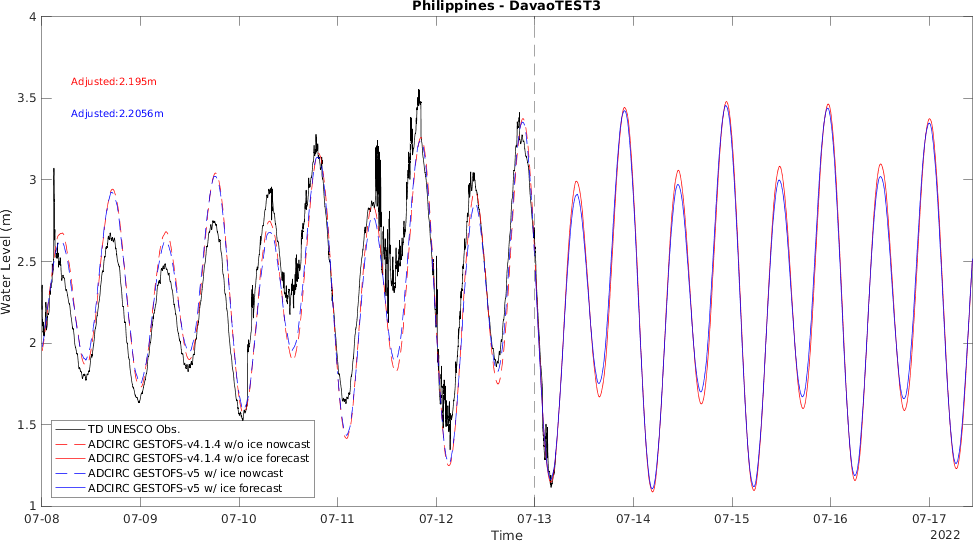 Philippines - DavaoTEST3
Water Level (m)
4
3.5
3
2.5
2
1.5
1
Adjusted:2.195m
Adjusted:2.2056m
TD UNESCO Obs.
ADCIRC GESTOFS-v4.1.4 w/o ice nowcast
ADCIRC GESTOFS-v4.1.4 w/o ice forecast
ADCIRC GESTOFS-v5 w/ ice nowcast
ADCIRC GESTOFS-v5 w/ ice forecast
07-08 07-09 07-10 07-11 07-12 07-13 07-14 07-15 07-16 07-17
Time
2022